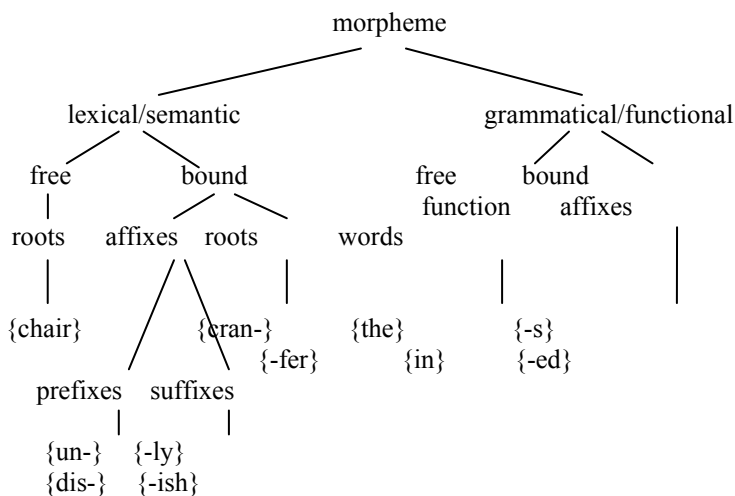 morpheme
lexical/semantic grammatical/functional
free bound free bound
function affixes
roots affixes roots words
{chair} {cran-} {the} {-s}
{-fer} {in} {-ed}
prefixes suffixes
{un-} {-ly}
{dis-} {-ish}